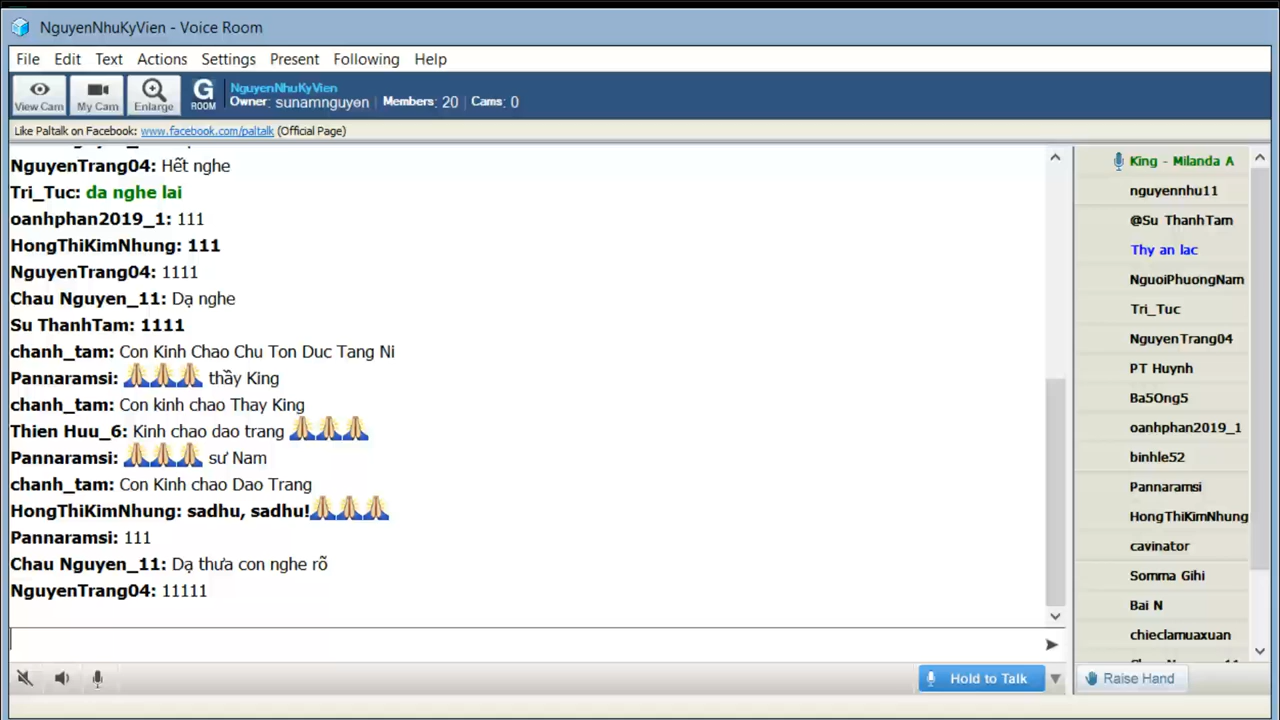 NguyenNhuKyVien - Voice Room
File Edit Text Actions Settings Present Following Help
View Cam
My Cam
Enlarge
G ROOM
NguyenNhuKyVien
Owner: sunamnguyen | Members: 20 | Cams: 0
Like Paltalk on Facebook: www.facebook.com/paltalk (Official Page)
NguyenTrang04: Hết nghe
Tri_Tuc: da nghe lai
oanhphan2019_1: 111
HongThiKimNhung: 111
NguyenTrang04: 1111
Chau Nguyen_11: Dạ nghe
Su ThanhTam: 1111
chanh_tam: Con Kinh Chao Chu Ton Duc Tang Ni
Pannaramsi: 🙏🙏🙏 thầy King
chanh_tam: Con kinh chao Thay King
Thien Huu_6: Kinh chao dao trang 🙏🙏🙏
Pannaramsi: 🙏🙏🙏 sư Nam
chanh_tam: Con Kinh chao Dao Trang
HongThiKimNhung: sadhu, sadhu!🙏🙏🙏
Pannaramsi: 111
Chau Nguyen_11: Dạ thưa con nghe rõ
NguyenTrang04: 11111
King - Milanda A
nguyennhu11
@Su ThanhTam
Thy an lac
NguoiPhuongNam
Tri_Tuc
NguyenTrang04
PT Huynh
Ba5Ong5
oanhphan2019_1
binhle52
Pannaramsi
HongThiKimNhung
cavinator
Somma Gihi
Bai N
chieclamuaxuan
Hold to Talk
Raise Hand